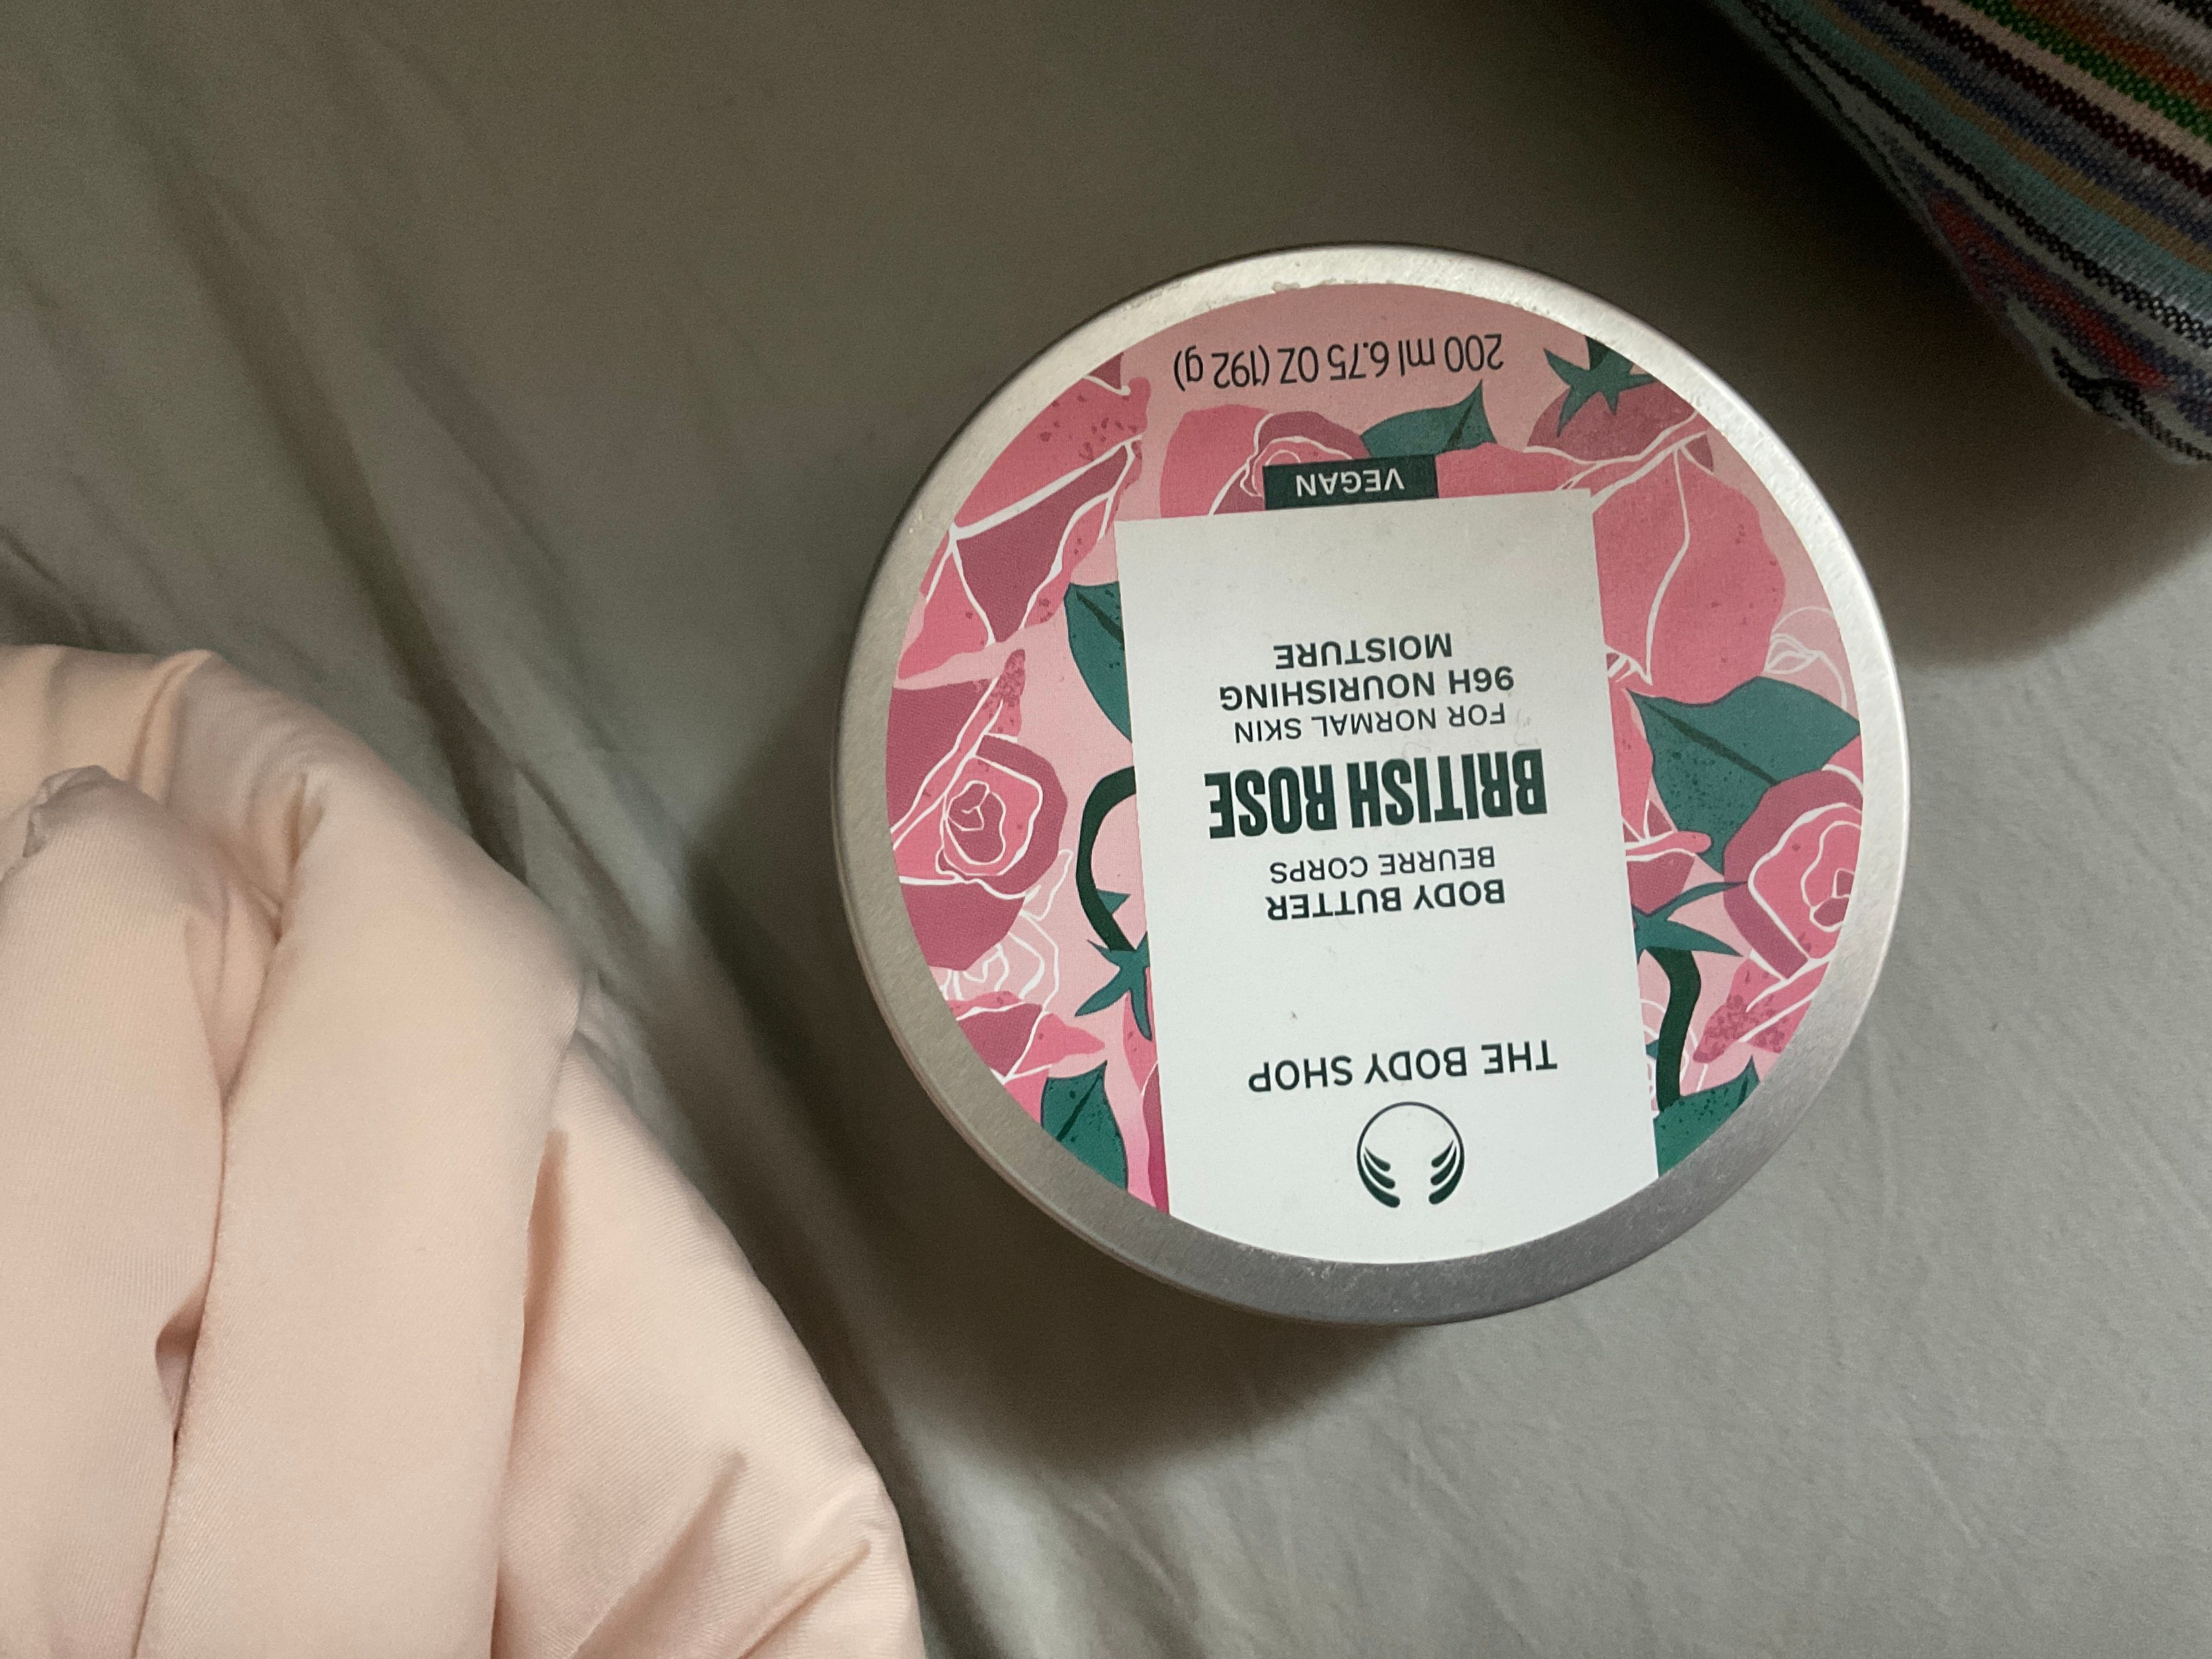 THE BODY SHOP
BODY BUTTER
BEURRE CORPS
BRITISH ROSE
FOR NORMAL SKIN
96H NOURISHING
MOISTURE
VEGAN
200 ml 6.75 OZ (192 g)